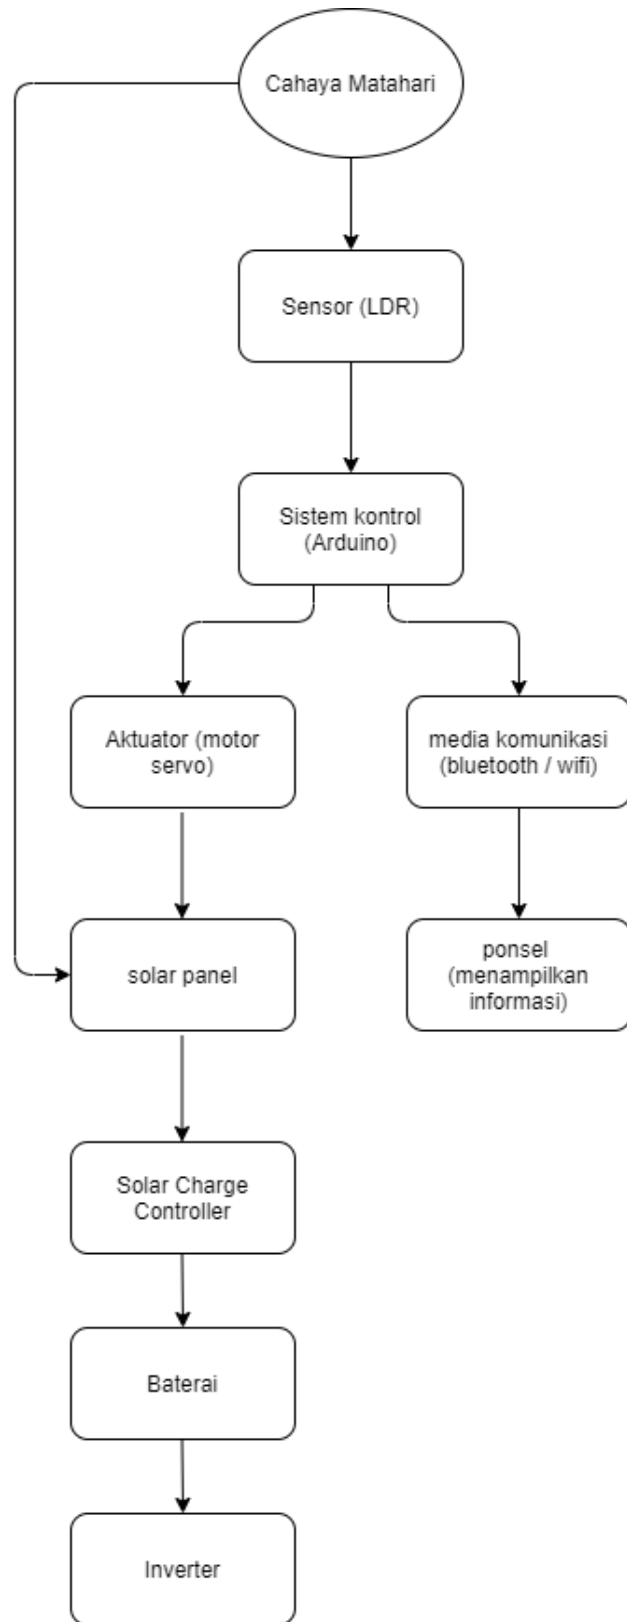 Cahaya Matahari
Sensor (LDR)
Sistem kontrol
(Arduino)
Aktuator (motor
servo)
media komunikasi
(bluetooth / wifi)
solar panel
ponsel
(menampilkan
informasi)
Solar Charge
Controller
Baterai
Inverter